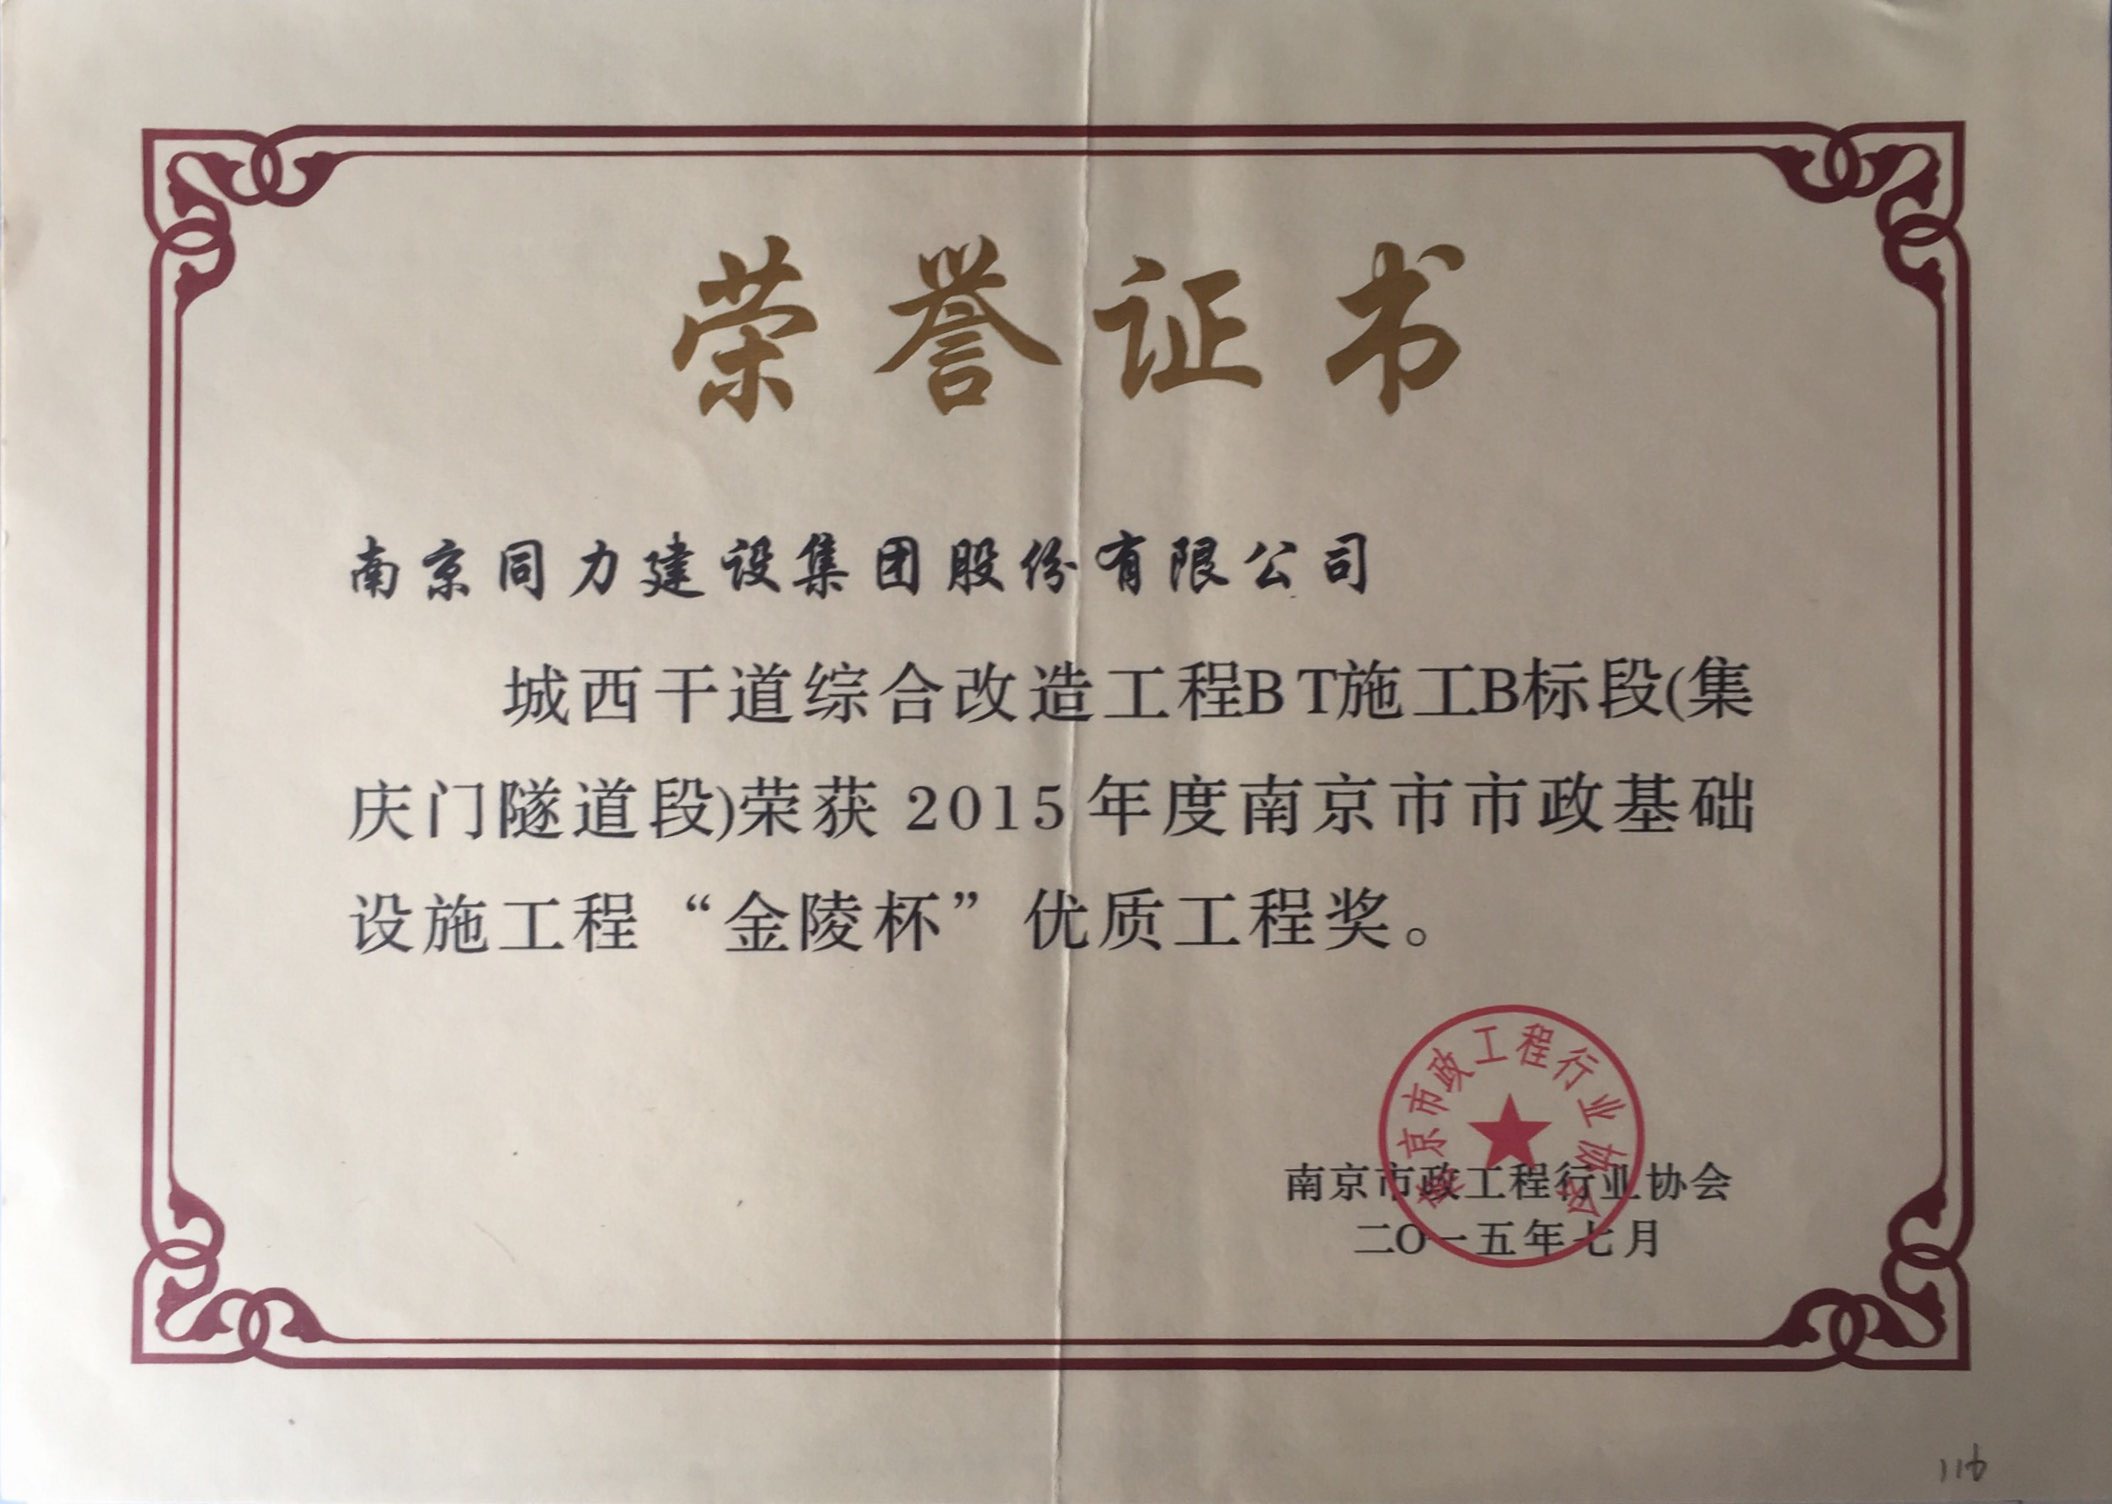 荣誉证书
南京同力建设集团股份有限公司
城西干道综合改造工程BT施工B标段(集
庆门隧道段)荣获 2015 年度南京市市政基础
设施工程“金陵杯”优质工程奖。
南京市政工程行业协会
南京市政工程行业协会
二〇一五年七月
116